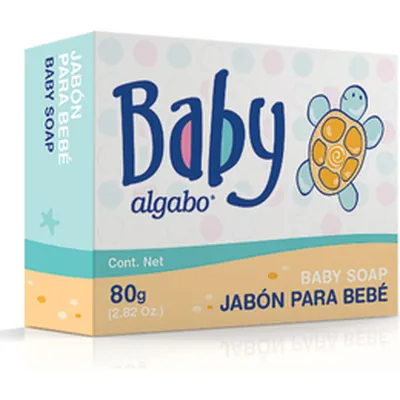 JABÓN
PARA BEBÉ
BABY SOAP
Baby
algabo®
Cont. Net
80g
(2.82 Oz.)
BABY SOAP
JABÓN PARA BEBÉ